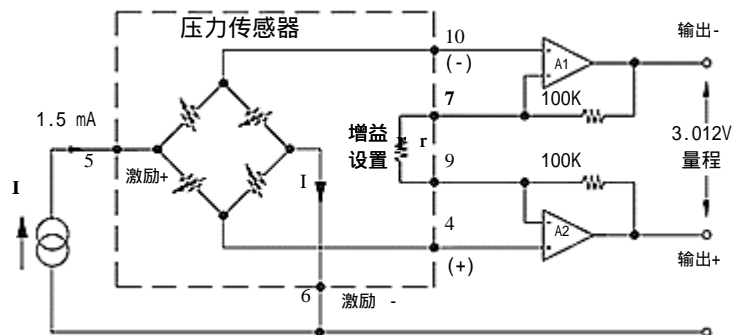 压力传感器
10
输出-
(-)
A1
7
100K
1.5 mA
增益
设置
r
3.012V
量程
5
9
100K
激励+
I
I
4
A2
(+)
输出+
6
激励 -